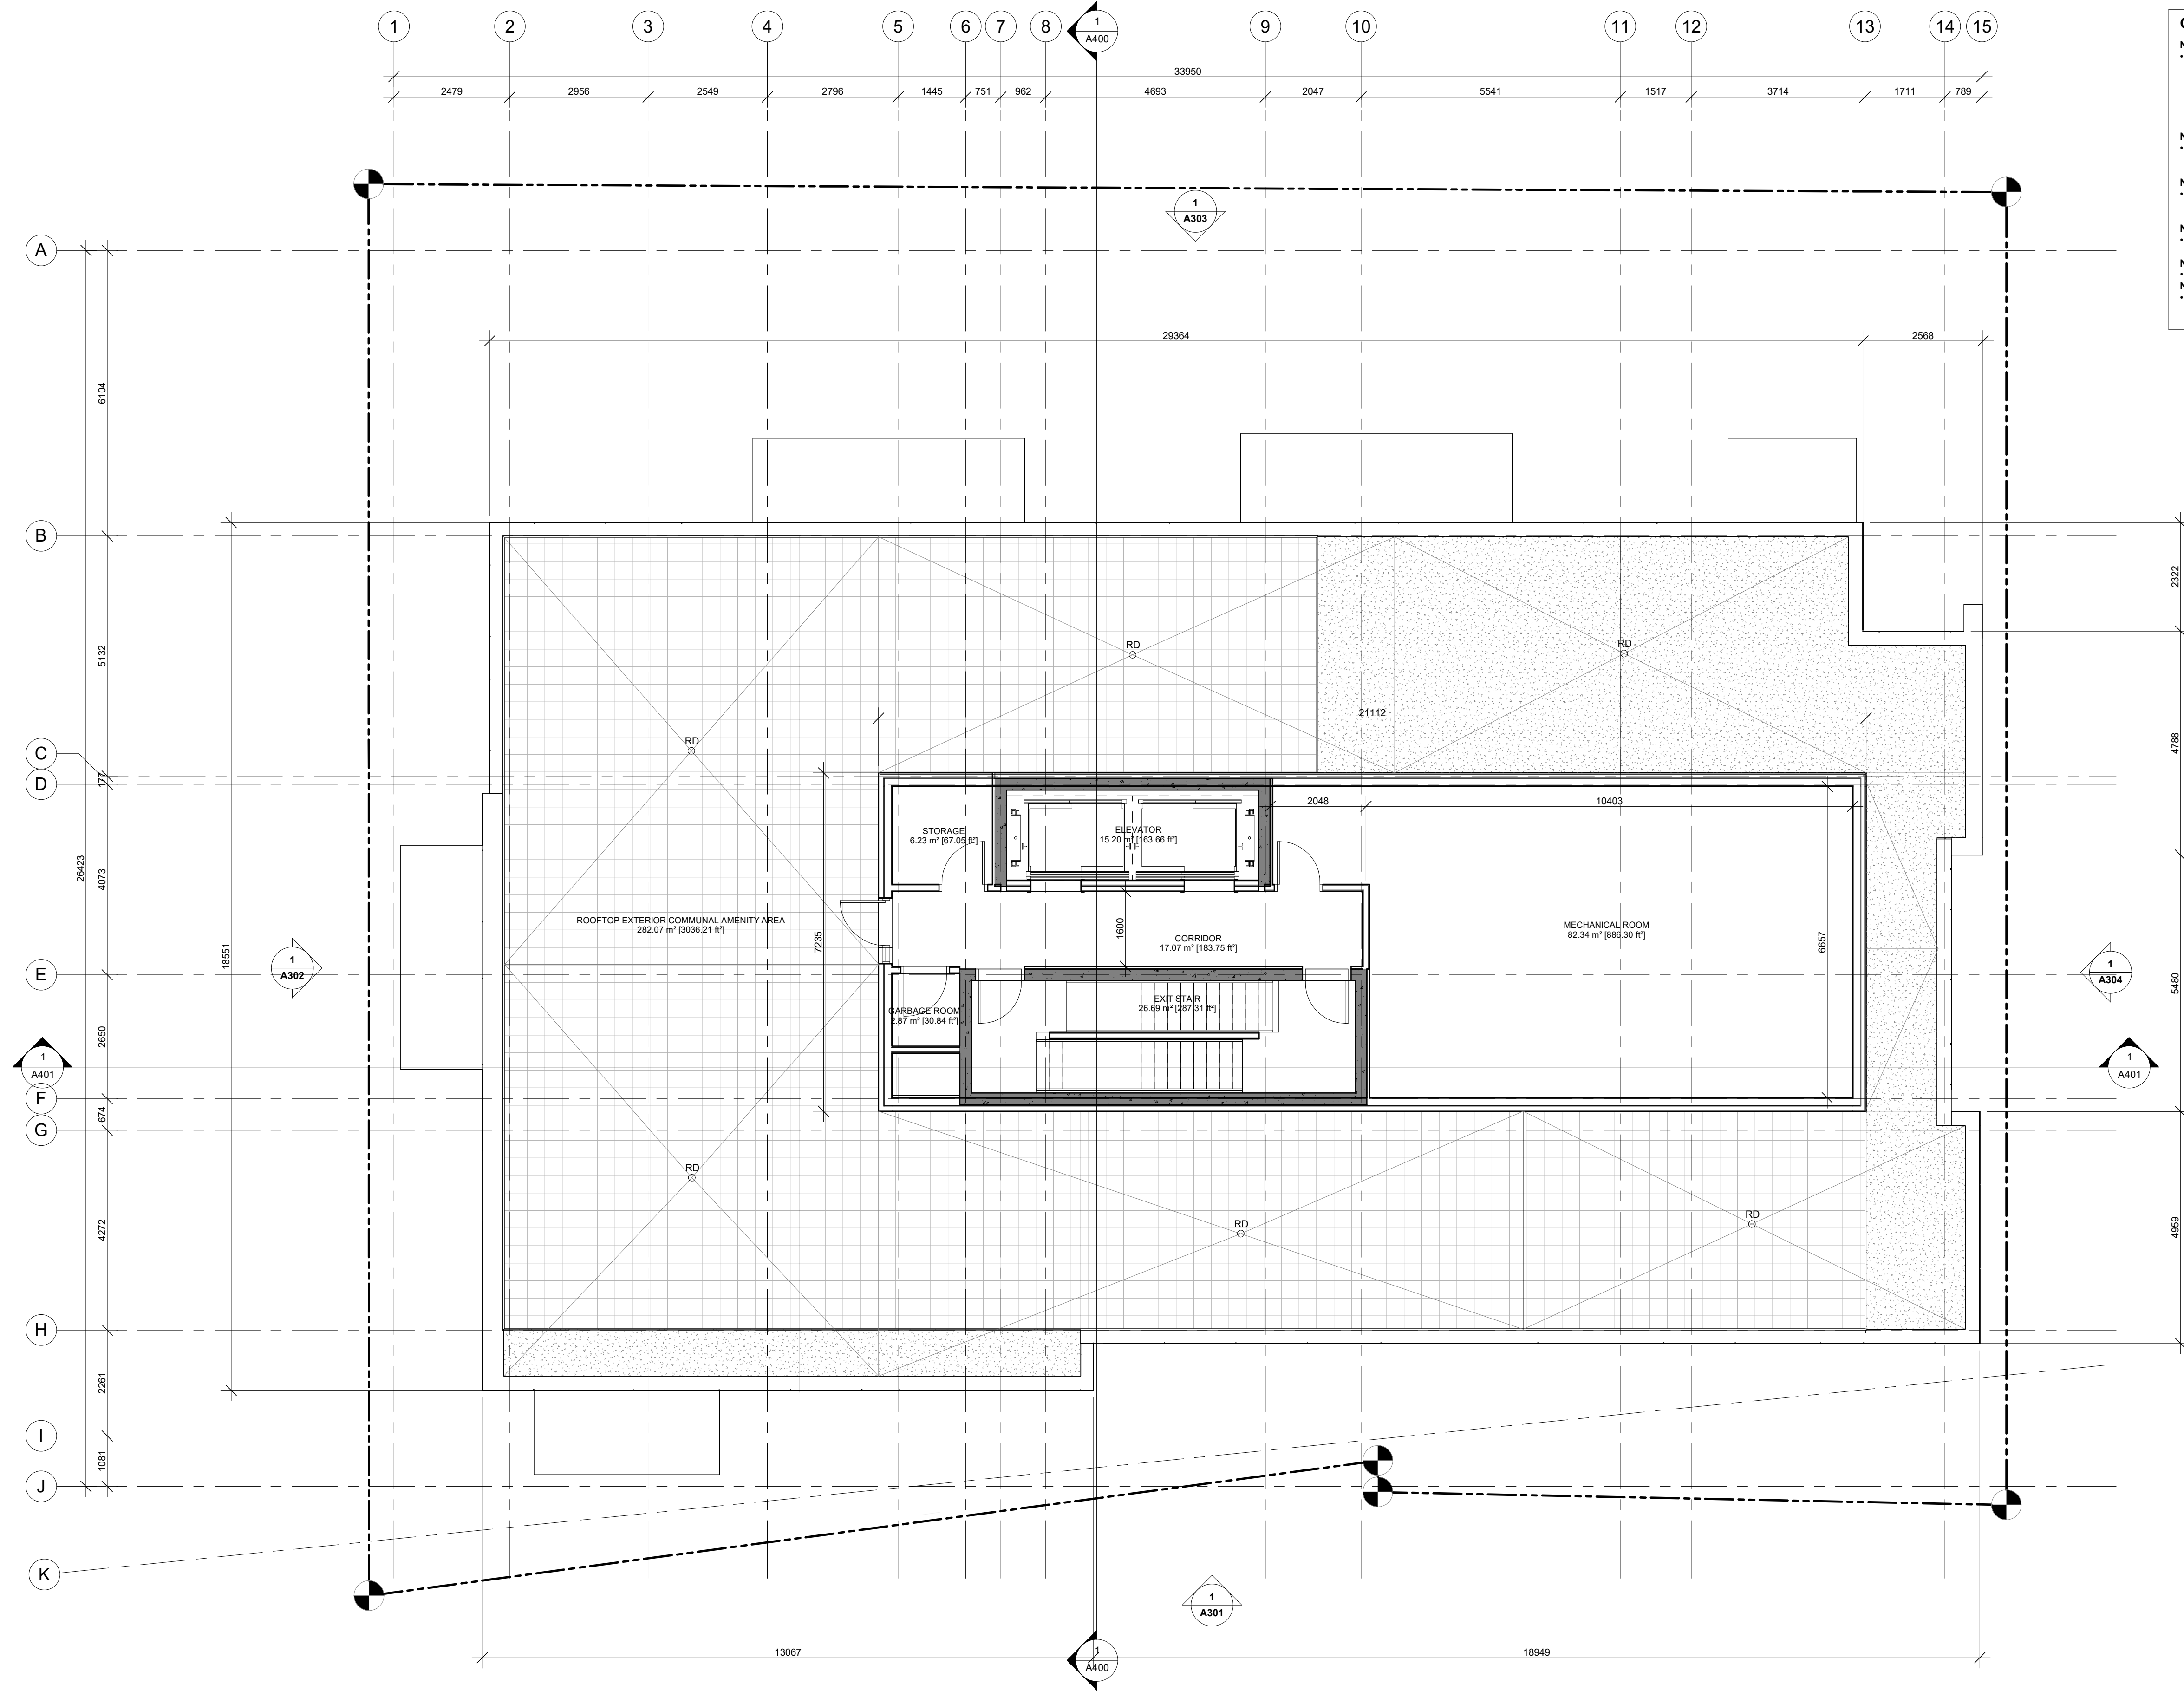 1 2 3 4 5 6 7 8 9 10 11 12 13 14 15
1
A400
33950
2479 2956 2549 2796 1445 751 962 4693 2047 5541 1517 3714 1711 789
1
A303
A
B
C
D
E
F
G
H
I
J
K
26423
6104
5132
177
4073
2650
674
4272
2261
1081
18551
29364 2568
2322
4788
5480
4959
RD
RD
RD
21112
2048 10403
STORAGE
6.23 m² [67.05 ft²]
ELEVATOR
15.20 m² [163.66 ft²]
ROOFTOP EXTERIOR COMMUNAL AMENITY AREA
282.07 m² [3036.21 ft²]
7235
1600
CORRIDOR
17.07 m² [183.75 ft²]
MECHANICAL ROOM
82.34 m² [886.30 ft²]
6657
1
A302
1
A304
GARBAGE ROOM
2.87 m² [30.84 ft²]
EXIT STAIR
26.69 m² [287.31 ft²]
1
A401
1
A401
RD
RD
RD
1
A301
13067 18949
1
A400